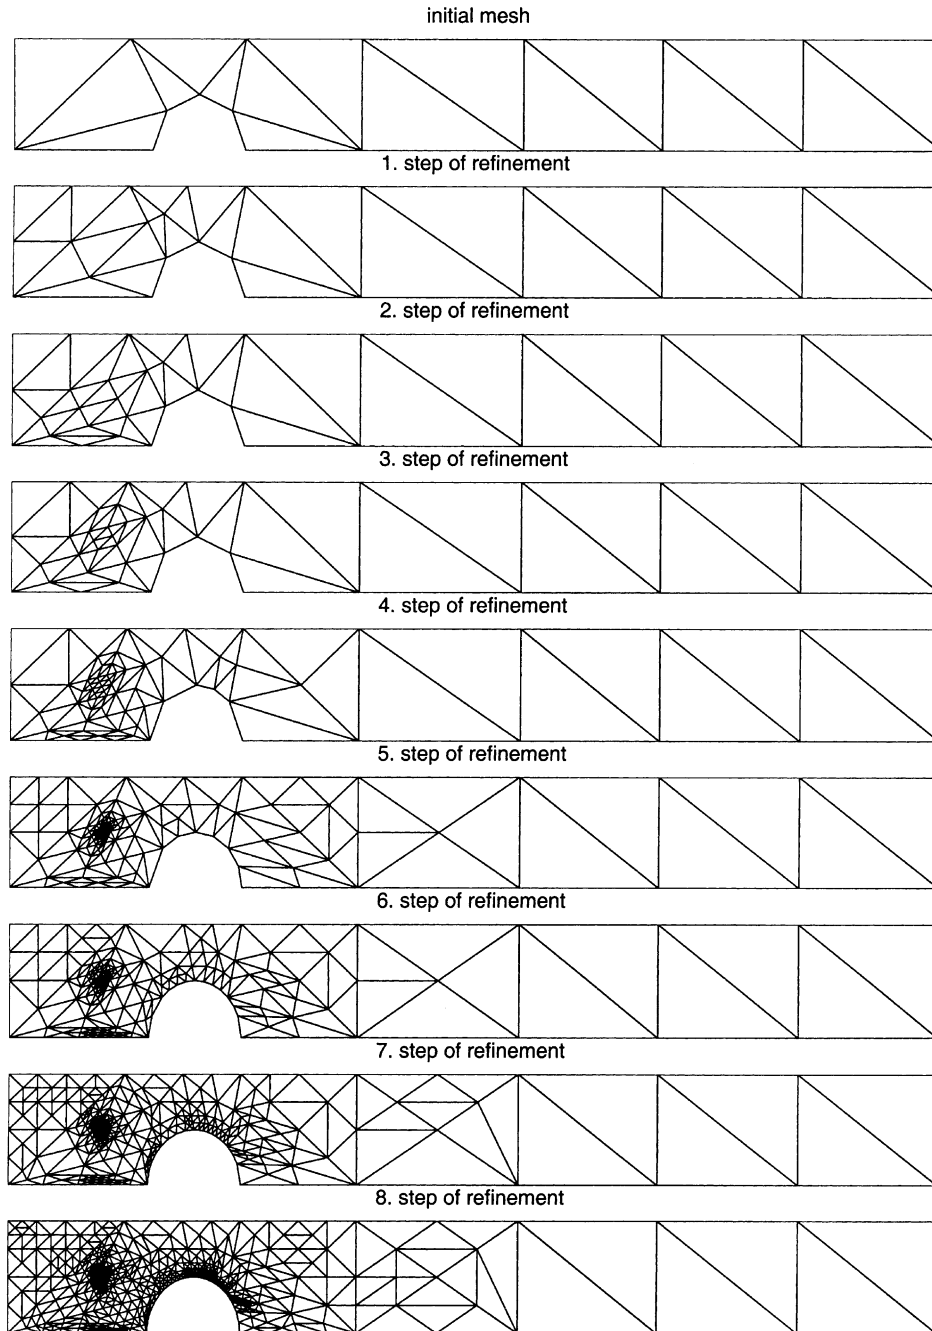 initial mesh
1. step of refinement
2. step of refinement
3. step of refinement
4. step of refinement
5. step of refinement
6. step of refinement
7. step of refinement
8. step of refinement